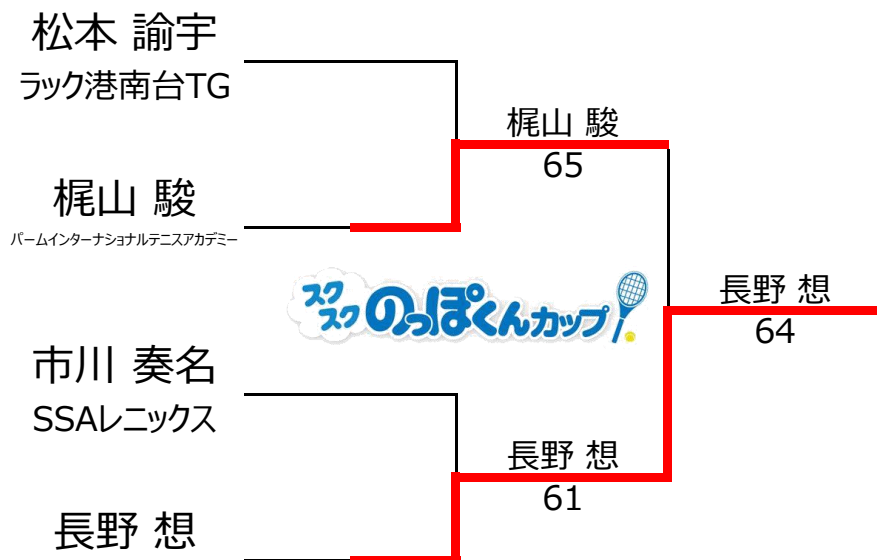 松本 諭宇
ラック港南台TG
梶山 駿
65
梶山 駿
パームインターナショナルテニスアカデミー
スクスク のっぽくんカップ
長野 想
64
市川 奏名
SSAレニックス
長野 想
61
長野 想